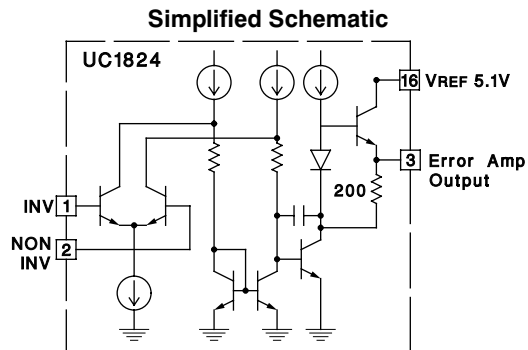 Simplified Schematic
UC1824
16 VREF 5.1V
3 Error Amp
Output
200
INV 1
NON 2
INV